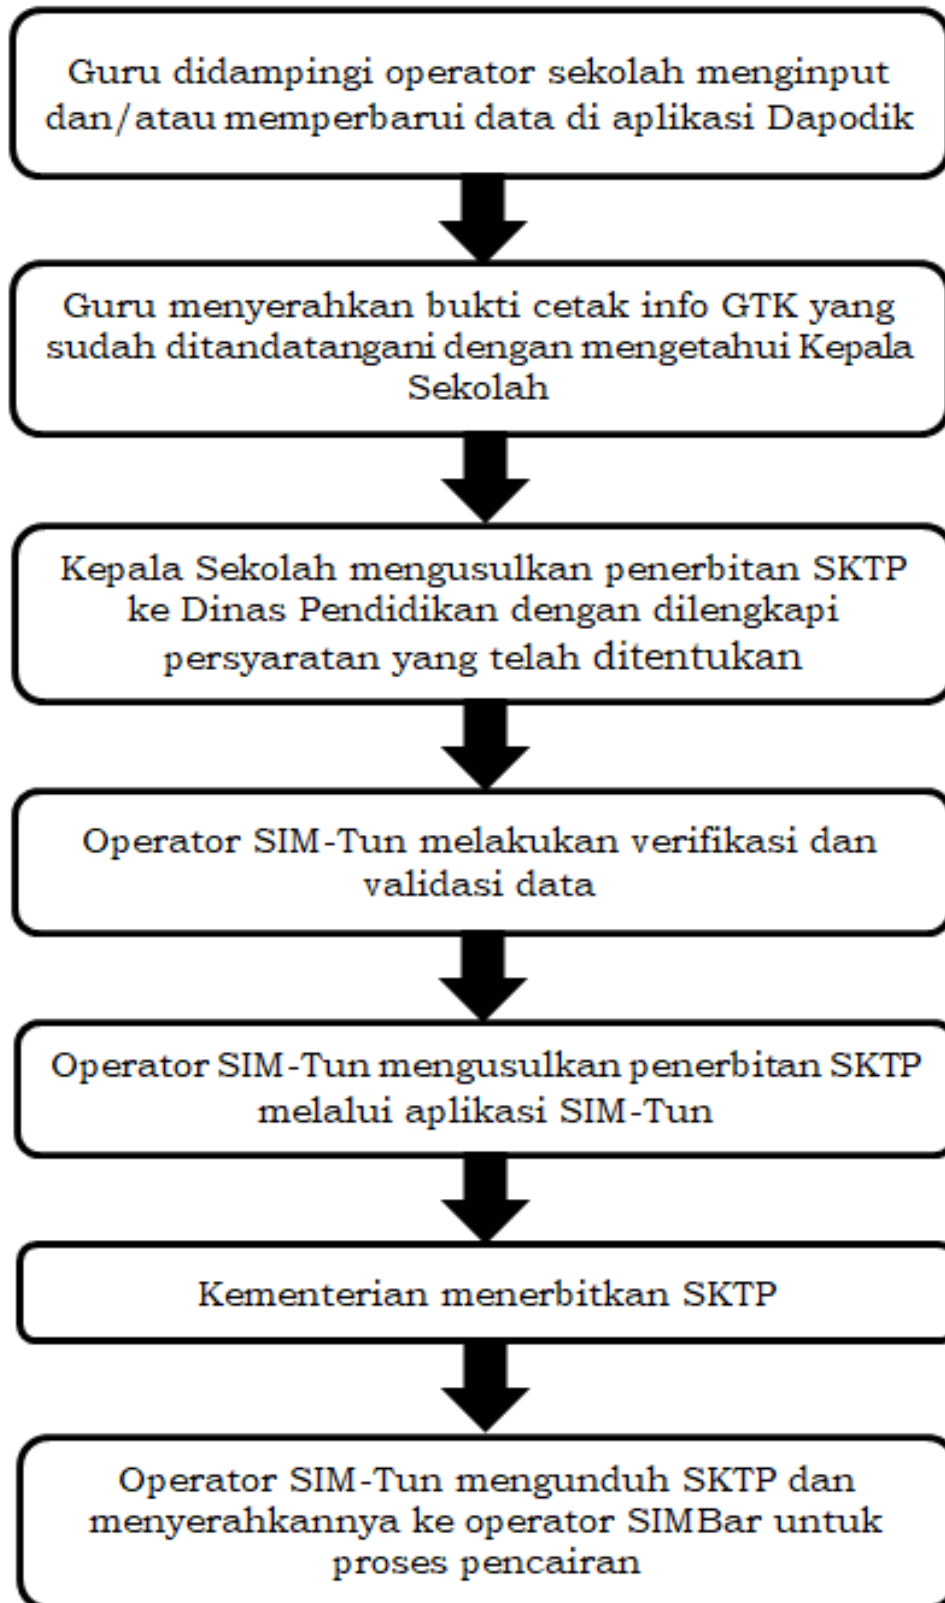 Guru didampingi operator sekolah menginput
dan/atau memperbarui data di aplikasi Dapodik
Guru menyerahkan bukti cetak info GTK yang
sudah ditandatangani dengan mengetahui Kepala
Sekolah
Kepala Sekolah mengusulkan penerbitan SKTP
ke Dinas Pendidikan dengan dilengkapi
persyaratan yang telah ditentukan
Operator SIM-Tun melakukan verifikasi dan
validasi data
Operator SIM-Tun mengusulkan penerbitan SKTP
melalui aplikasi SIM-Tun
Kementerian menerbitkan SKTP
Operator SIM-Tun mengunduh SKTP dan
menyerahkannya ke operator SIMBar untuk
proses pencairan